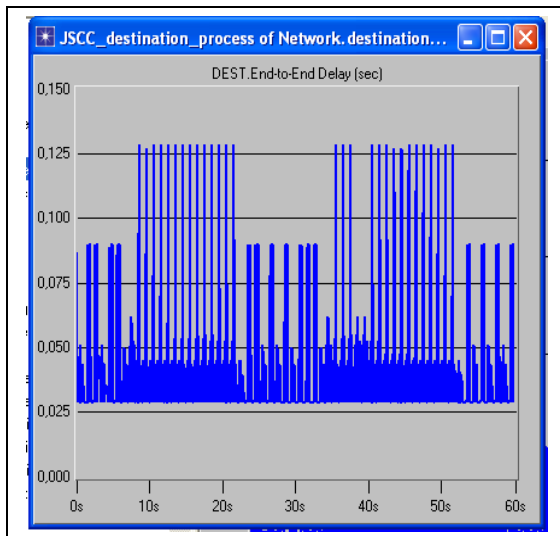 JSCC_destination_process of Network.destination...
DEST.End-to-End Delay (sec)
0,150
0,125
0,100
0,075
0,050
0,025
0,000
0s 10s 20s 30s 40s 50s 60s